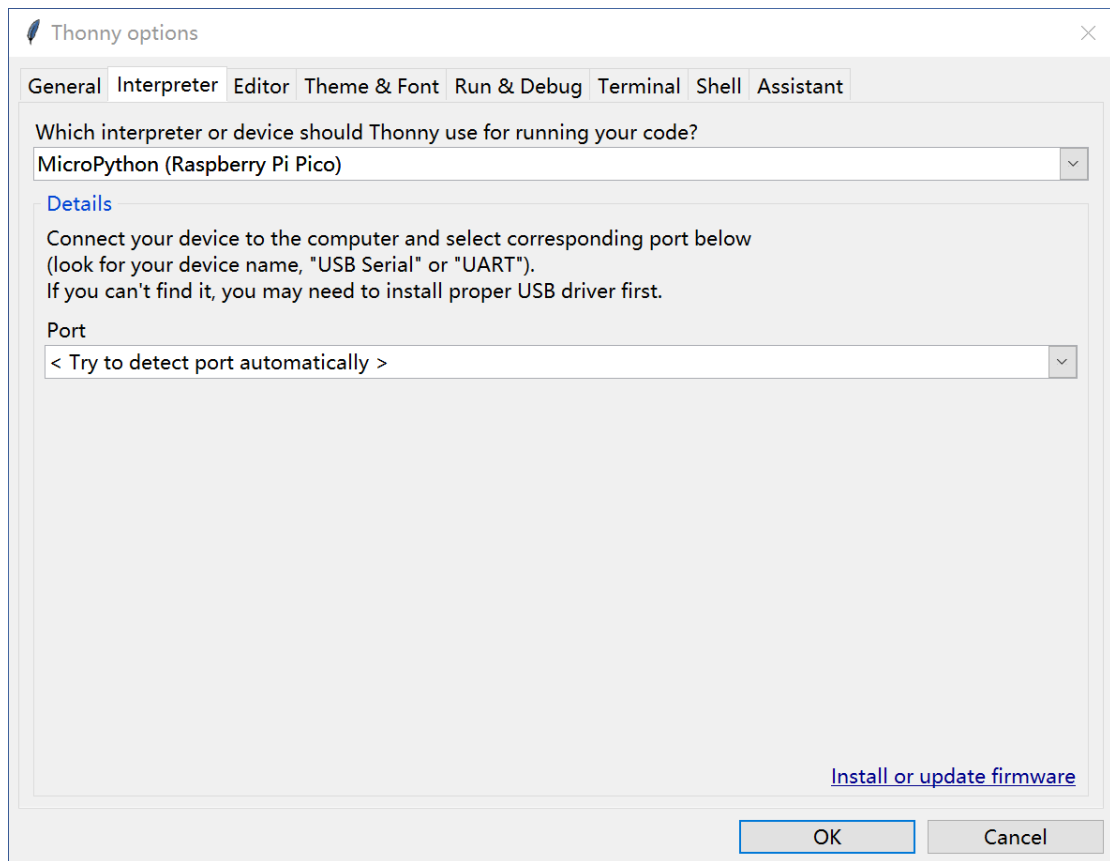 Thonny options
General Interpreter Editor Theme & Font Run & Debug Terminal Shell Assistant
Which interpreter or device should Thonny use for running your code?
MicroPython (Raspberry Pi Pico)
Details
Connect your device to the computer and select corresponding port below
(look for your device name, "USB Serial" or "UART").
If you can't find it, you may need to install proper USB driver first.
Port
< Try to detect port automatically >
Install or update firmware
OK Cancel